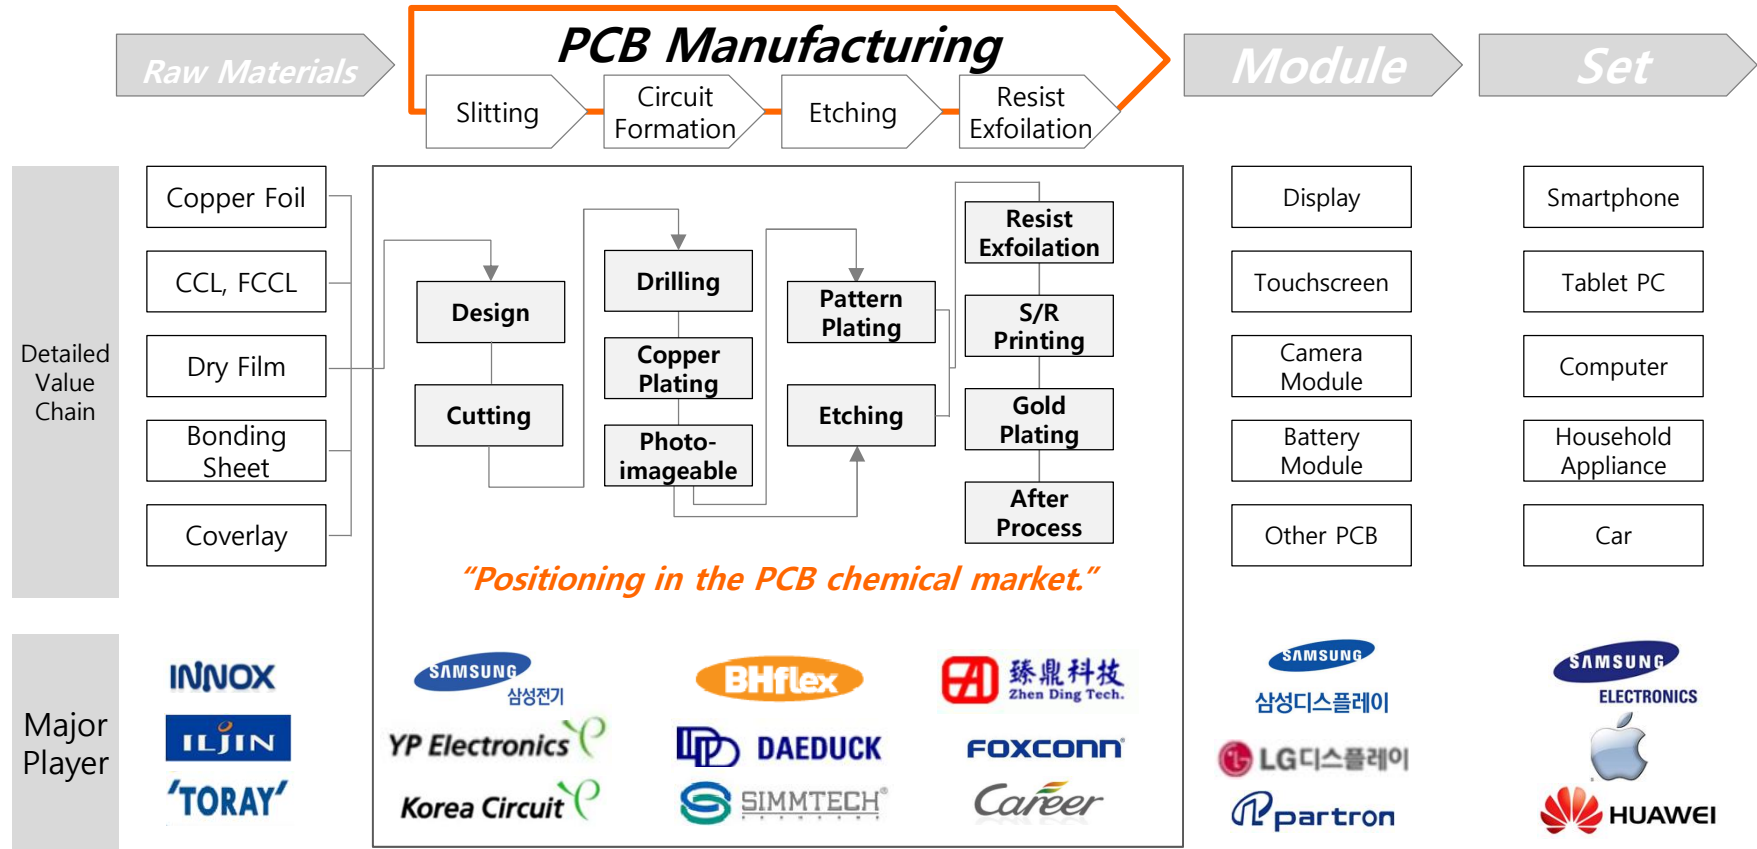 Raw Materials
PCB Manufacturing
Slitting
Circuit
Formation
Etching
Resist
Exfoilation
Module
Set
Detailed
Value
Chain
Copper Foil
CCL, FCCL
Dry Film
Bonding
Sheet
Coverlay
Design
Cutting
Drilling
Copper
Plating
Photo-
imageable
Pattern
Plating
Etching
Resist
Exfoilation
S/R
Printing
Gold
Plating
After
Process
"Positioning in the PCB chemical market."
Display
Touchscreen
Camera
Module
Battery
Module
Other PCB
Smartphone
Tablet PC
Computer
Household
Appliance
Car
Major
Player
INNOX
ILJIN
'TORAY'
SAMSUNG
삼성전기
YP Electronics
Korea Circuit
BHflex
DAEDUCK
SIMMTECH®
臻鼎科技
Zhen Ding Tech.
FOXCONN
Career
SAMSUNG
삼성디스플레이
LG디스플레이
partron
SAMSUNG
ELECTRONICS
HUAWEI